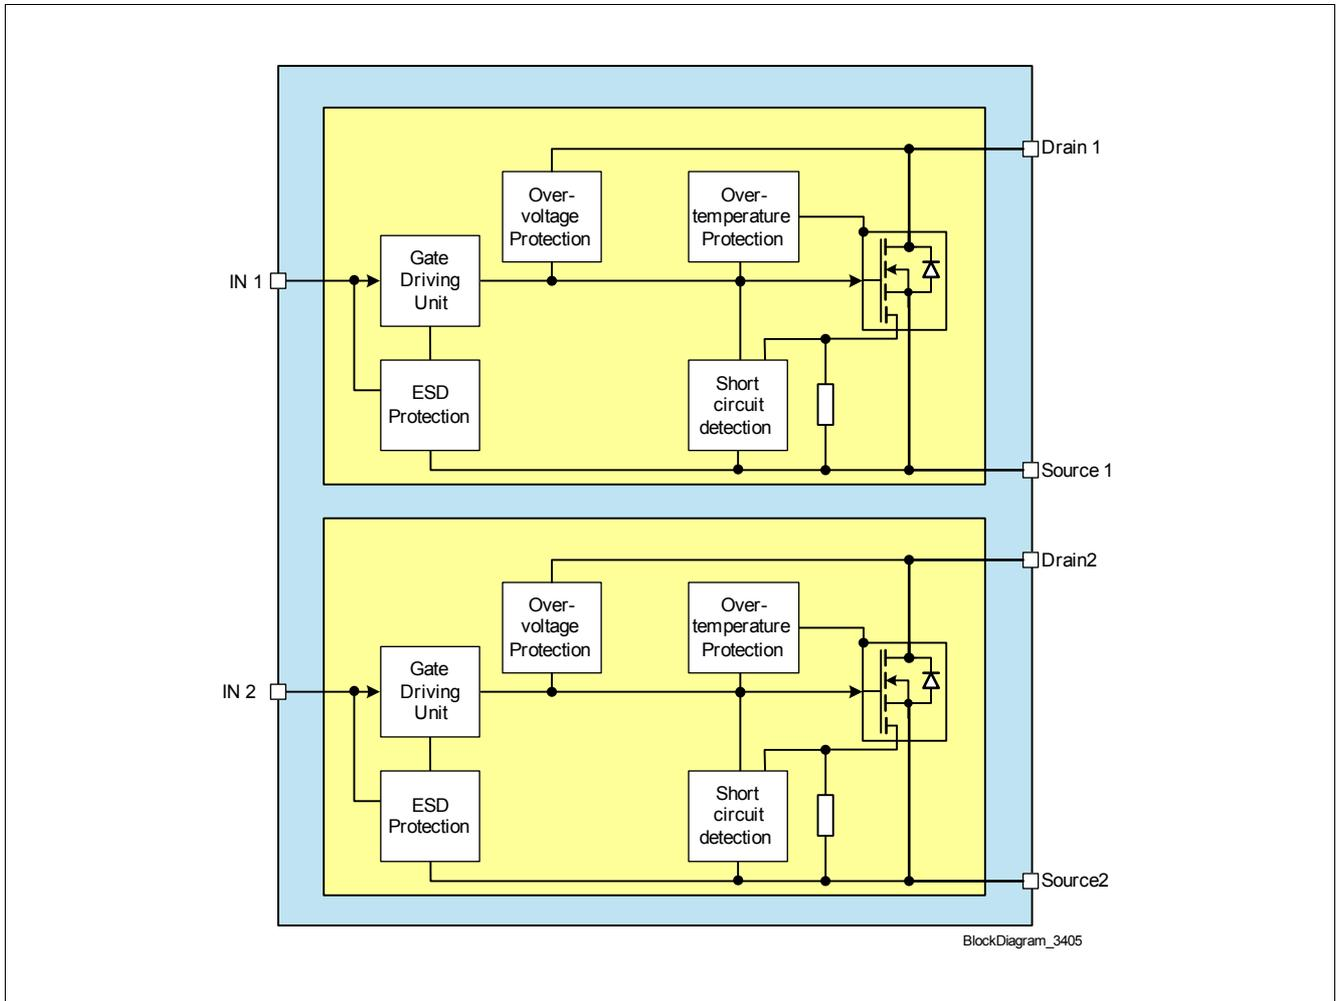 Drain 1
Over-
voltage
Protection
Over-
temperature
Protection
IN 1
Gate
Driving
Unit
ESD
Protection
Short
circuit
detection
Source 1
Drain2
Over-
voltage
Protection
Over-
temperature
Protection
IN 2
Gate
Driving
Unit
ESD
Protection
Short
circuit
detection
Source2
BlockDiagram_3405